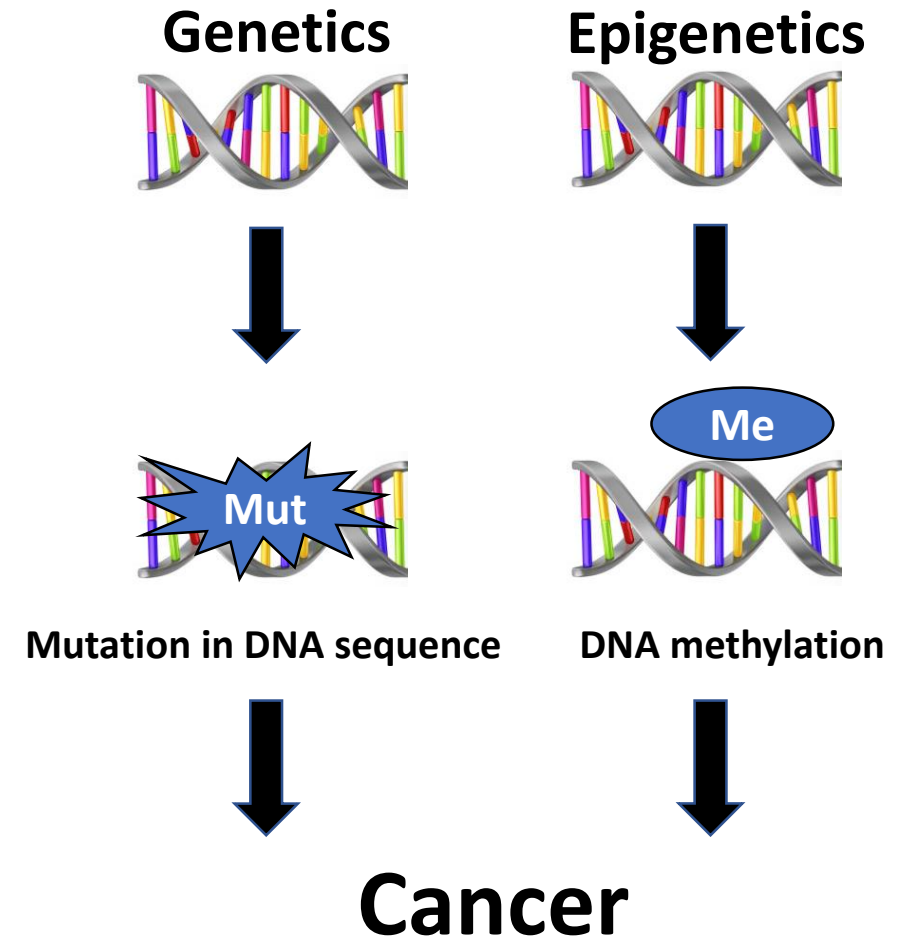 Genetics
Epigenetics
Me
Mut
Mutation in DNA sequence
DNA methylation
Cancer